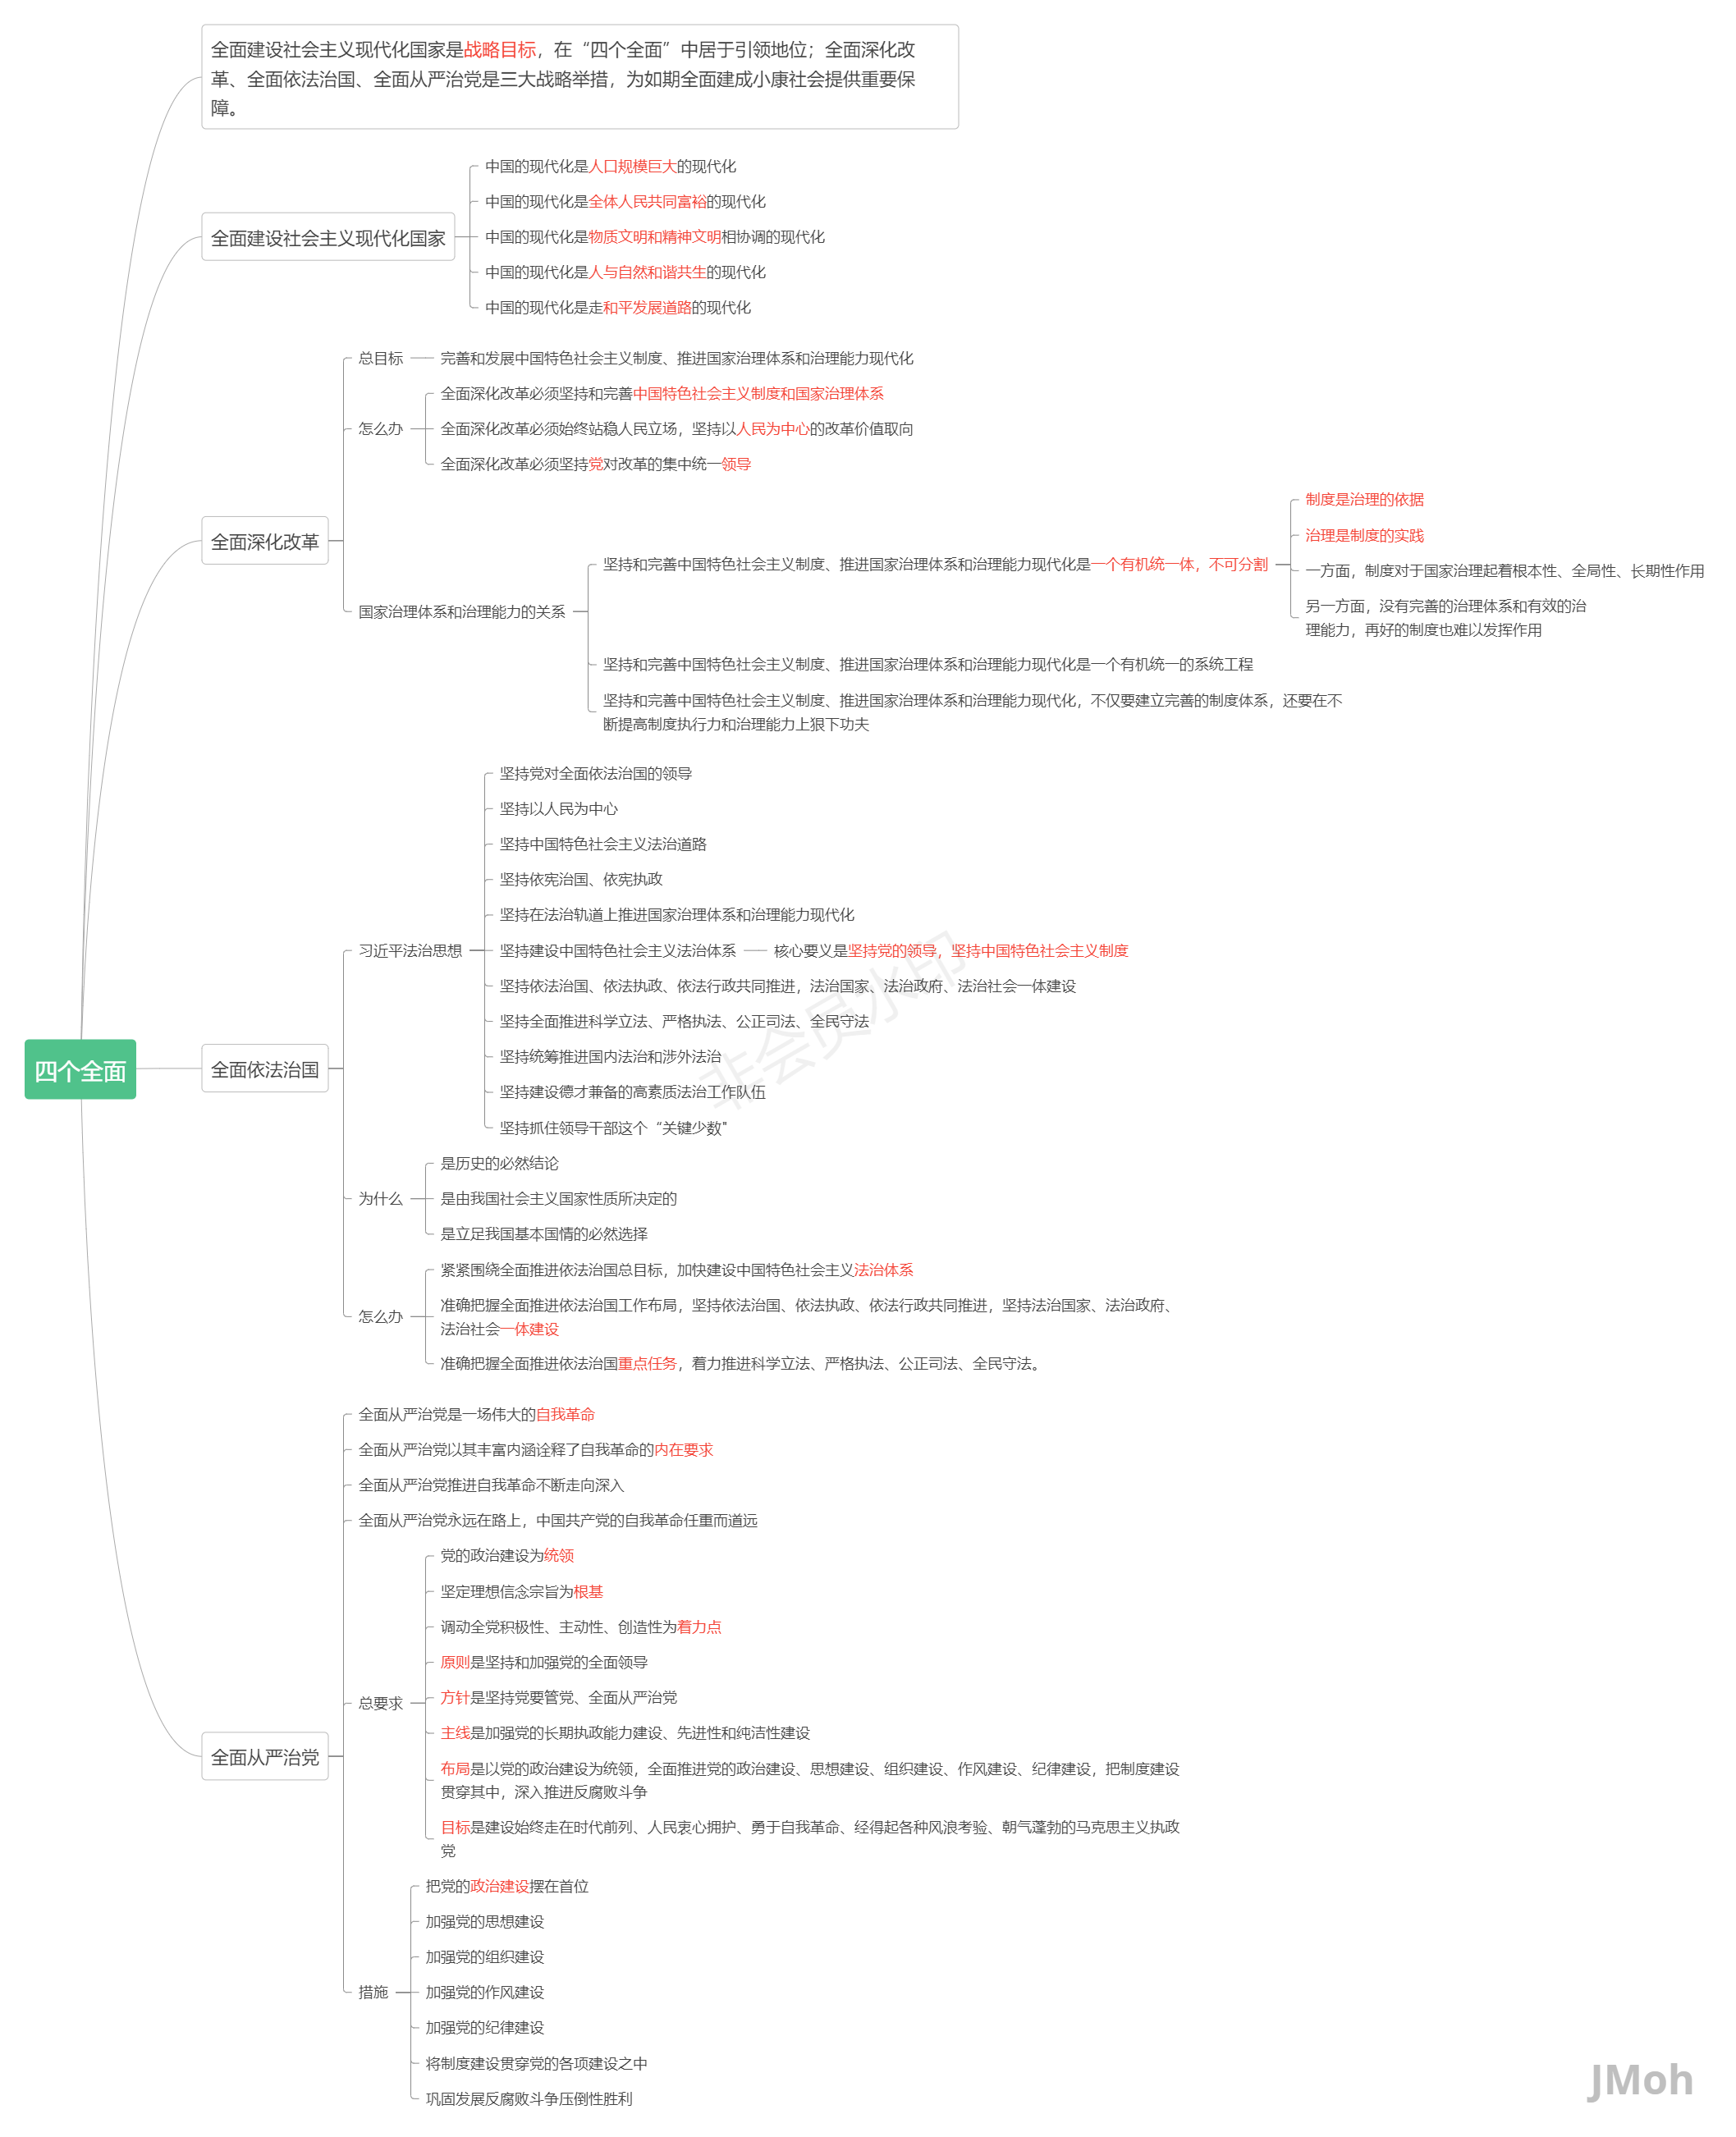 全面建设社会主义现代化国家是战略目标，在“四个全面”中居于引领地位；全面深化改
革、全面依法治国、全面从严治党是三大战略举措，为如期全面建成小康社会提供重要保
障。
全面建设社会主义现代化国家
中国的现代化是人口规模巨大的现代化
中国的现代化是全体人民共同富裕的现代化
中国的现代化是物质文明和精神文明相协调的现代化
中国的现代化是人与自然和谐共生的现代化
中国的现代化是走和平发展道路的现代化
全面深化改革
总目标
完善和发展中国特色社会主义制度、推进国家治理体系和治理能力现代化
怎么办
全面深化改革必须坚持和完善中国特色社会主义制度和国家治理体系
全面深化改革必须始终站稳人民立场，坚持以人民为中心的改革价值取向
全面深化改革必须坚持党对改革的集中统一领导
国家治理体系和治理能力的关系
坚持和完善中国特色社会主义制度、推进国家治理体系和治理能力现代化是一个有机统一体，不可分割
制度是治理的依据
治理是制度的实践
一方面，制度对于国家治理起着根本性、全局性、长期性作用
另一方面，没有完善的治理体系和有效的治
理能力，再好的制度也难以发挥作用
坚持和完善中国特色社会主义制度、推进国家治理体系和治理能力现代化是一个有机统一的系统工程
坚持和完善中国特色社会主义制度、推进国家治理体系和治理能力现代化，不仅要建立完善的制度体系，还要在不
断提高制度执行力和治理能力上狠下功夫
四个全面
全面依法治国
习近平法治思想
坚持党对全面依法治国的领导
坚持以人民为中心
坚持中国特色社会主义法治道路
坚持依宪治国、依宪执政
坚持在法治轨道上推进国家治理体系和治理能力现代化
坚持建设中国特色社会主义法治体系
核心要义是坚持党的领导，坚持中国特色社会主义制度
坚持依法治国、依法执政、依法行政共同推进，法治国家、法治政府、法治社会一体建设
坚持全面推进科学立法、严格执法、公正司法、全民守法
坚持统筹推进国内法治和涉外法治
坚持建设德才兼备的高素质法治工作队伍
坚持抓住领导干部这个“关键少数"
为什么
是历史的必然结论
是由我国社会主义国家性质所决定的
是立足我国基本国情的必然选择
怎么办
紧紧围绕全面推进依法治国总目标，加快建设中国特色社会主义法治体系
准确把握全面推进依法治国工作布局，坚持依法治国、依法执政、依法行政共同推进，坚持法治国家、法治政府、
法治社会一体建设
准确把握全面推进依法治国重点任务，着力推进科学立法、严格执法、公正司法、全民守法。
全面从严治党
全面从严治党是一场伟大的自我革命
全面从严治党以其丰富内涵诠释了自我革命的内在要求
全面从严治党推进自我革命不断走向深入
全面从严治党永远在路上，中国共产党的自我革命任重而道远
总要求
党的政治建设为统领
坚定理想信念宗旨为根基
调动全党积极性、主动性、创造性为着力点
原则是坚持和加强党的全面领导
方针是坚持党要管党、全面从严治党
主线是加强党的长期执政能力建设、先进性和纯洁性建设
布局是以党的政治建设为统领，全面推进党的政治建设、思想建设、组织建设、作风建设、纪律建设，把制度建设
贯穿其中，深入推进反腐败斗争
目标是建设始终走在时代前列、人民衷心拥护、勇于自我革命、经得起各种风浪考验、朝气蓬勃的马克思主义执政
党
措施
把党的政治建设摆在首位
加强党的思想建设
加强党的组织建设
加强党的作风建设
加强党的纪律建设
将制度建设贯穿党的各项建设之中
巩固发展反腐败斗争压倒性胜利
非会员水印
JMoh